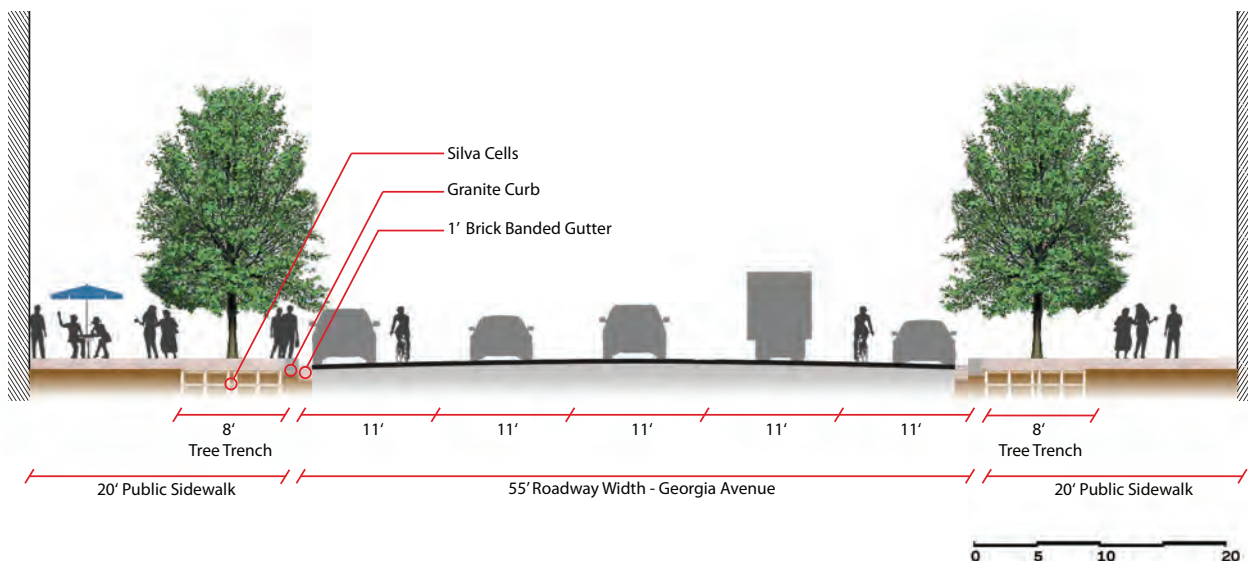 Silva Cells
Granite Curb
1’ Brick Banded Gutter
8‘
Tree Trench
11‘
11‘
11‘
11‘
11‘
8‘
Tree Trench
20‘ Public Sidewalk
55’ Roadway Width - Georgia Avenue
20‘ Public Sidewalk
0 5 10 20